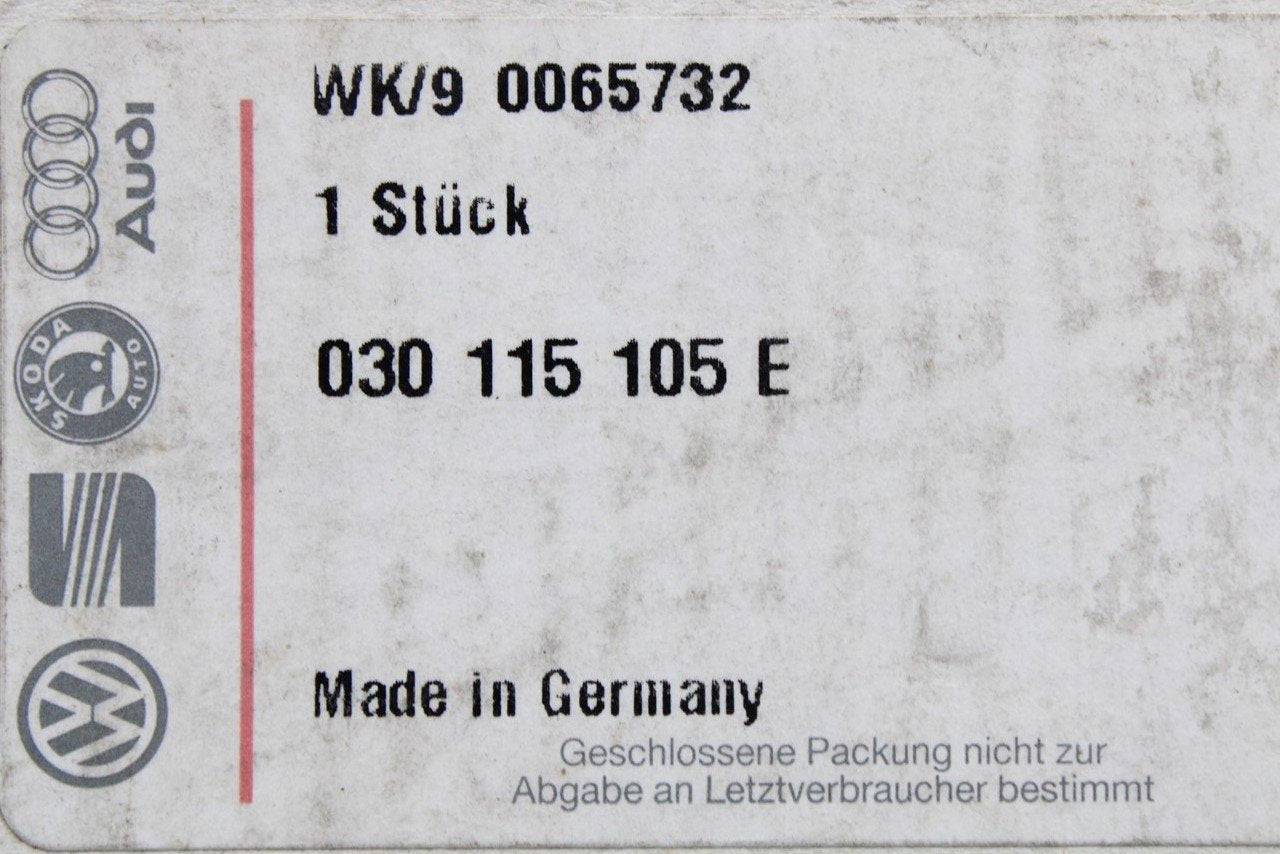 WK/9 0065732
1 Stück
030 115 105 E
Made in Germany
Geschlossene Packung nicht zur
Abgabe an Letztverbraucher bestimmt
Audi
SKODA AUTO